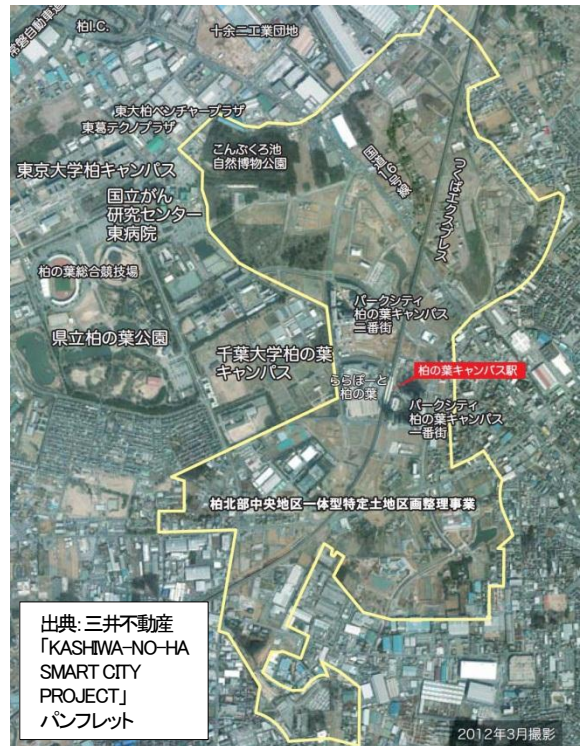 柏I.C.
十余二工業団地
常磐自動車道
東大柏ベンチャープラザ
東葛テクノプラザ
こんぶくろ池
自然博物公園
国道16号線
つくばエクスプレス
東京大学柏キャンパス
国立がん
研究センター
東病院
柏の葉総合競技場
パークシティ
柏の葉キャンパス
二番街
県立柏の葉公園
千葉大学柏の葉
キャンパス
ららぽーと
柏の葉
柏の葉キャンパス駅
パークシティ
柏の葉キャンパス
一番街
柏北部中央地区一体型特定土地区画整理事業
出典:三井不動産
「KASHIWA-NO-HA
SMART CITY
PROJECT」
パンフレット
2012年3月撮影